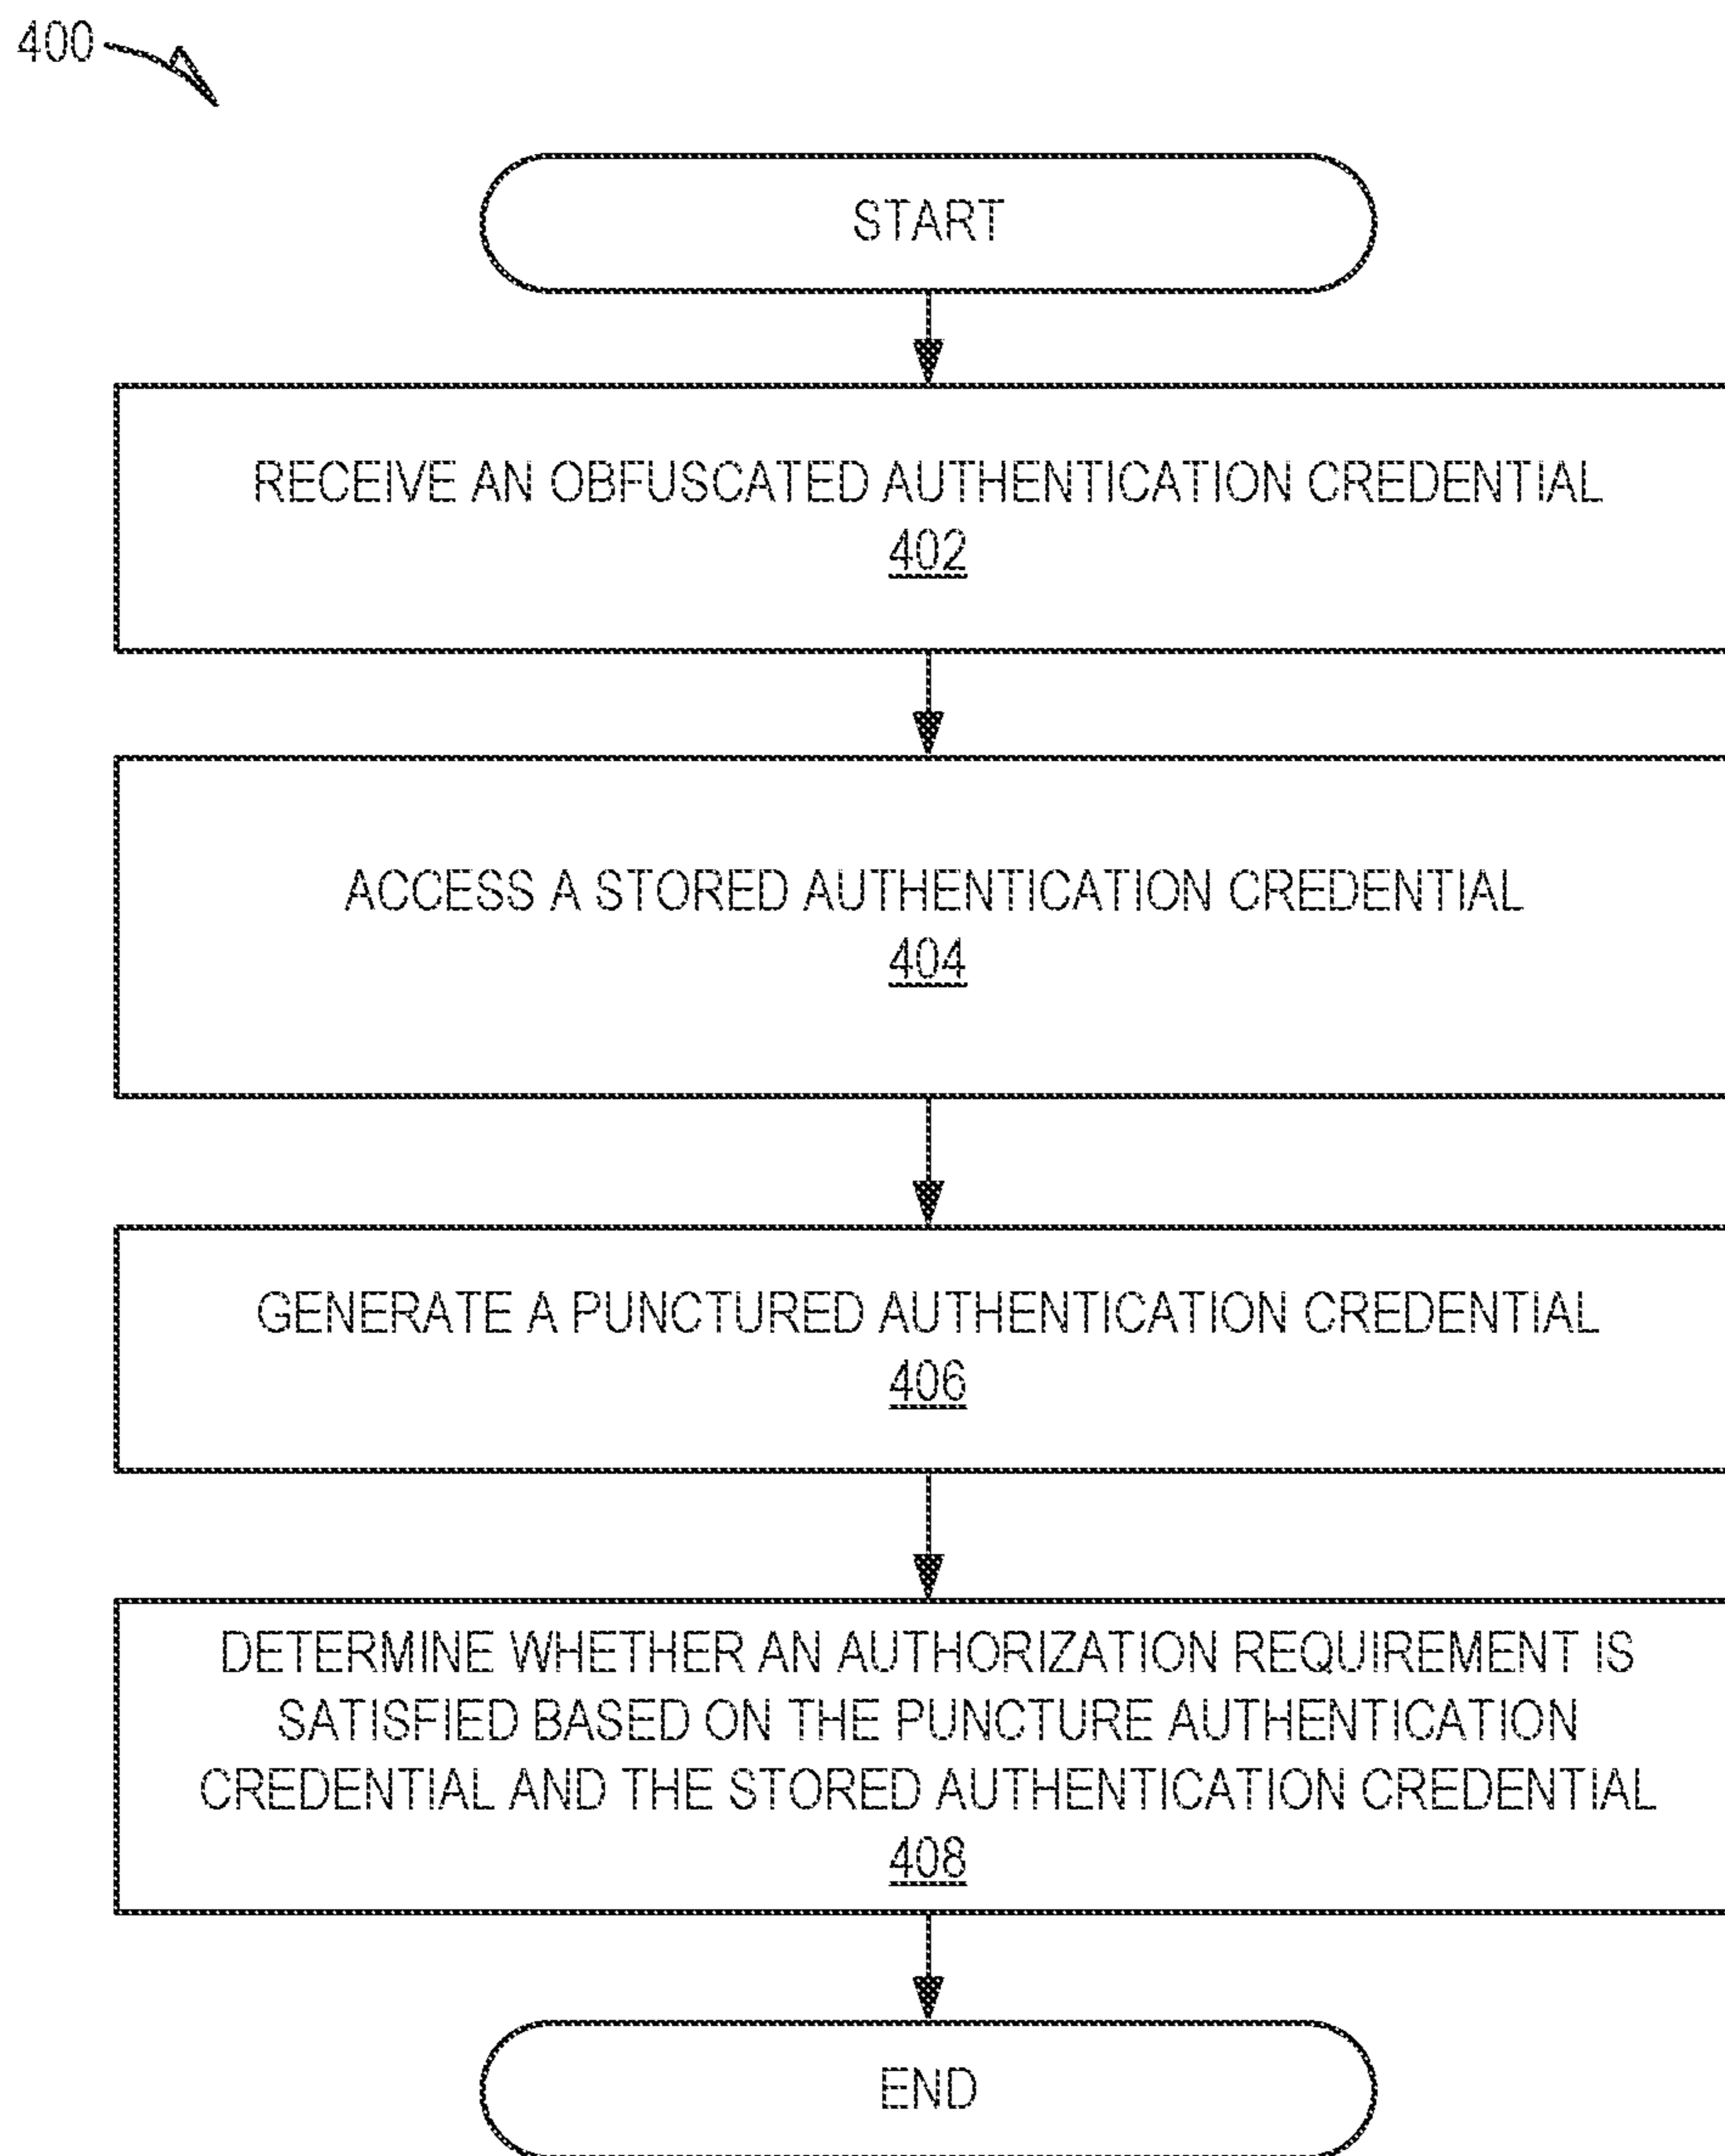 400
START
RECEIVE AN OBFUSCATED AUTHENTICATION CREDENTIAL
402
ACCESS A STORED AUTHENTICATION CREDENTIAL
404
GENERATE A PUNCTURED AUTHENTICATION CREDENTIAL
406
DETERMINE WHETHER AN AUTHORIZATION REQUIREMENT IS
SATISFIED BASED ON THE PUNCTURE AUTHENTICATION
CREDENTIAL AND THE STORED AUTHENTICATION CREDENTIAL
408
END